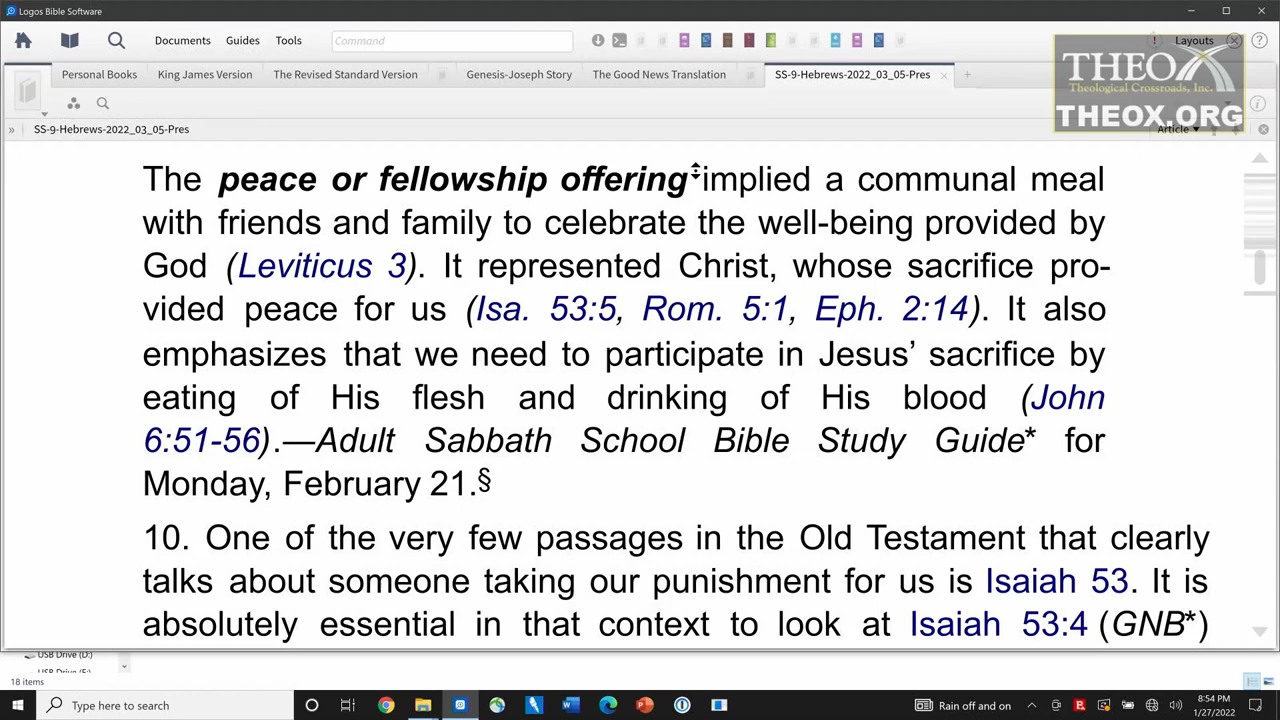 Logos Bible Software
Documents Guides Tools Command Layouts
THEOX
Theological Crossroads, Inc.
THEOX.ORG
Personal Books King James Version The Revised Standard Version Genesis-Joseph Story The Good News Translation SS-9-Hebrews-2022_03_05-Pres
SS-9-Hebrews-2022_03_05-Pres Article
The peace or fellowship offering implied a communal meal
with friends and family to celebrate the well-being provided by
God (Leviticus 3). It represented Christ, whose sacrifice pro-
vided peace for us (Isa. 53:5, Rom. 5:1, Eph. 2:14). It also
emphasizes that we need to participate in Jesus’ sacrifice by
eating of His flesh and drinking of His blood (John
6:51-56).—Adult Sabbath School Bible Study Guide* for
Monday, February 21.§
10. One of the very few passages in the Old Testament that clearly
talks about someone taking our punishment for us is Isaiah 53. It is
absolutely essential in that context to look at Isaiah 53:4 (GNB*)
USB Drive (D:)
18 items
Type here to search
Rain off and on
8:54 PM
1/27/2022